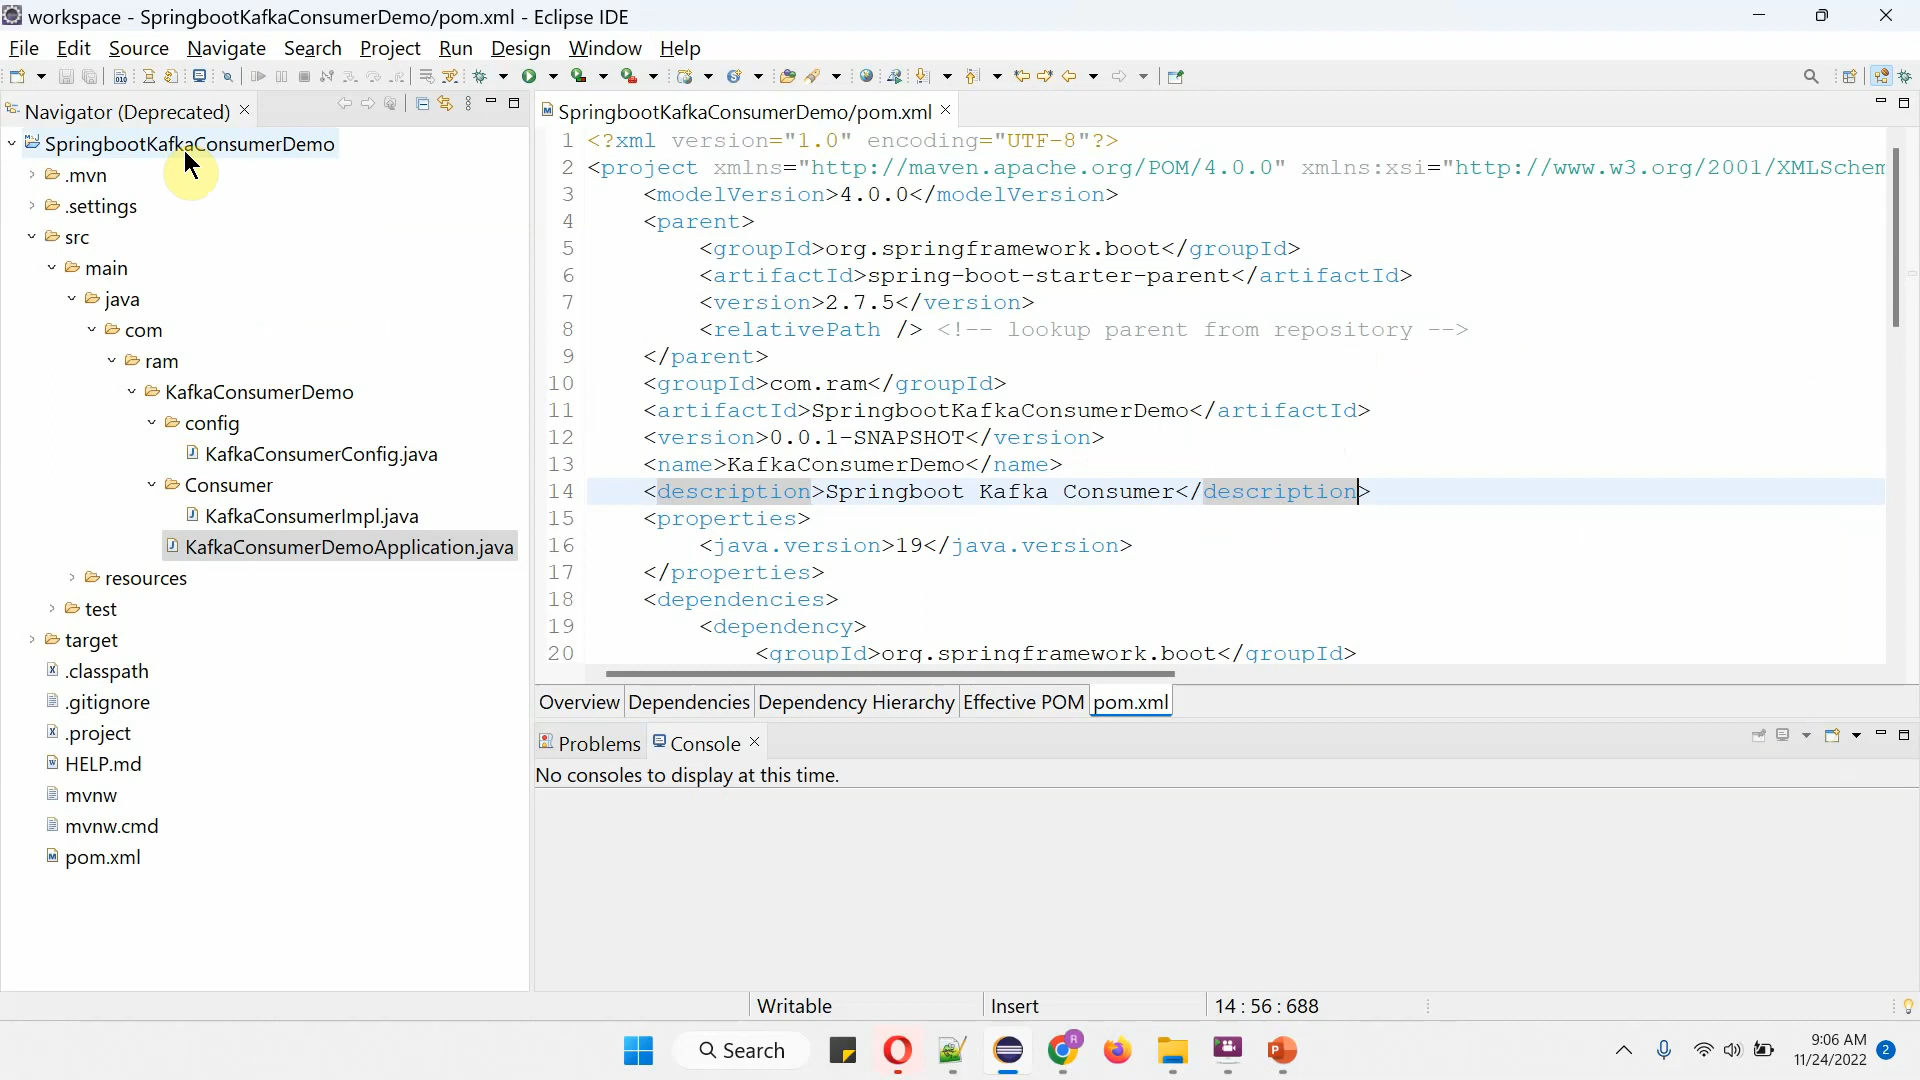 workspace - SpringbootKafkaConsumerDemo/pom.xml - Eclipse IDE
File Edit Source Navigate Search Project Run Design Window Help
Navigator (Deprecated)
SpringbootKafkaConsumerDemo
.mvn
.settings
src
main
java
com
ram
KafkaConsumerDemo
config
KafkaConsumerConfig.java
Consumer
KafkaConsumerImpl.java
KafkaConsumerDemoApplication.java
resources
test
target
.classpath
.gitignore
.project
HELP.md
mvnw
mvnw.cmd
pom.xml
SpringbootKafkaConsumerDemo/pom.xml
1 <?xml version="1.0" encoding="UTF-8"?>
2 <project xmlns="http://maven.apache.org/POM/4.0.0" xmlns:xsi="http://www.w3.org/2001/XMLSchem
3 <modelVersion>4.0.0</modelVersion>
4 <parent>
5 <groupId>org.springframework.boot</groupId>
6 <artifactId>spring-boot-starter-parent</artifactId>
7 <version>2.7.5</version>
8 <relativePath /> <!-- lookup parent from repository -->
9 </parent>
10 <groupId>com.ram</groupId>
11 <artifactId>SpringbootKafkaConsumerDemo</artifactId>
12 <version>0.0.1-SNAPSHOT</version>
13 <name>KafkaConsumerDemo</name>
14 <description>Springboot Kafka Consumer</description>
15 <properties>
16 <java.version>19</java.version>
17 </properties>
18 <dependencies>
19 <dependency>
20 <groupId>org.springframework.boot</groupId>
Overview Dependencies Dependency Hierarchy Effective POM pom.xml
Problems Console
No consoles to display at this time.
Writable Insert 14 : 56 : 688
Search
9:06 AM
11/24/2022
2